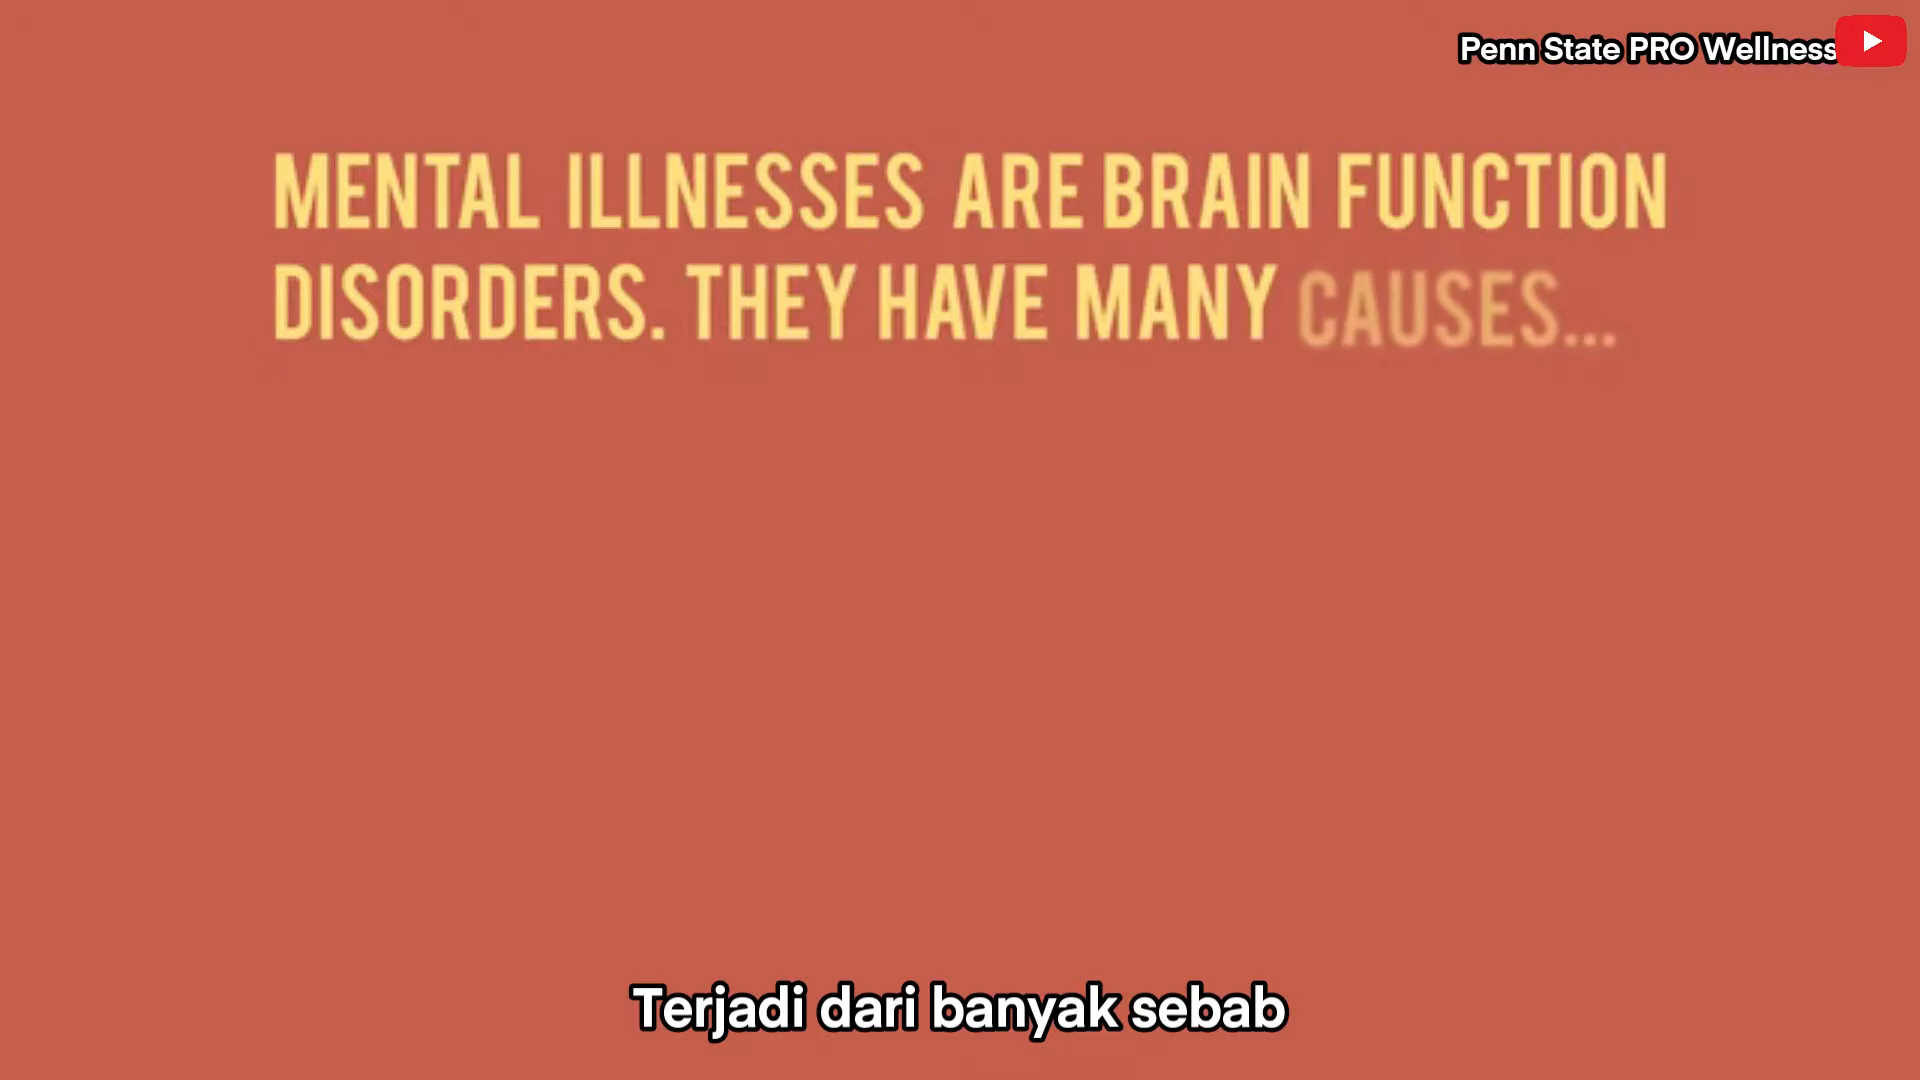 Penn State PRO Wellness
MENTAL ILLNESSES ARE BRAIN FUNCTION
DISORDERS. THEY HAVE MANY CAUSES...
Terjadi dari banyak sebab